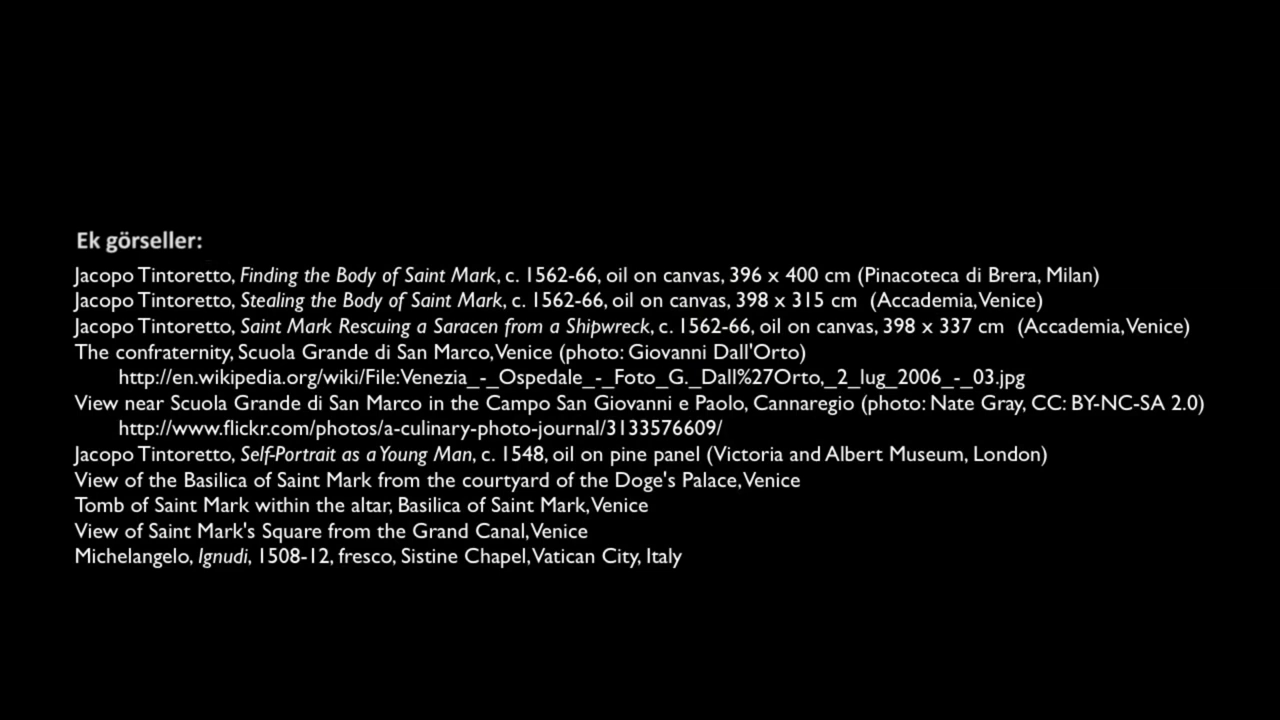 Ek görseller:
Jacopo Tintoretto, Finding the Body of Saint Mark, c. 1562-66, oil on canvas, 396 x 400 cm (Pinacoteca di Brera, Milan)
Jacopo Tintoretto, Stealing the Body of Saint Mark, c. 1562-66, oil on canvas, 398 x 315 cm (Accademia, Venice)
Jacopo Tintoretto, Saint Mark Rescuing a Saracen from a Shipwreck, c. 1562-66, oil on canvas, 398 x 337 cm (Accademia, Venice)
The confraternity, Scuola Grande di San Marco, Venice (photo: Giovanni Dall'Orto)
http://en.wikipedia.org/wiki/File:Venezia_-_Ospedale_-_Foto_G._Dall%27Orto,_2_lug_2006_-_03.jpg
View near Scuola Grande di San Marco in the Campo San Giovanni e Paolo, Cannaregio (photo: Nate Gray, CC: BY-NC-SA 2.0)
http://www.flickr.com/photos/a-culinary-photo-journal/3133576609/
Jacopo Tintoretto, Self-Portrait as a Young Man, c. 1548, oil on pine panel (Victoria and Albert Museum, London)
View of the Basilica of Saint Mark from the courtyard of the Doge's Palace, Venice
Tomb of Saint Mark within the altar, Basilica of Saint Mark, Venice
View of Saint Mark's Square from the Grand Canal, Venice
Michelangelo, Ignudi, 1508-12, fresco, Sistine Chapel, Vatican City, Italy